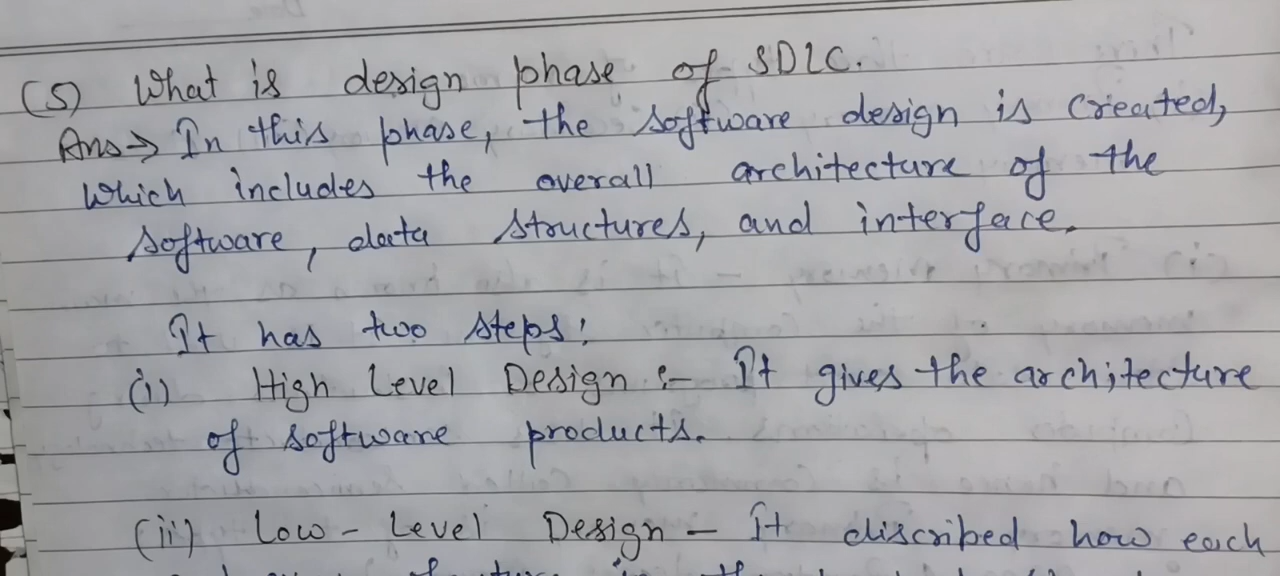 (5) What is design phase of SDLC.
Ans→ In this phase, the software design is created,
which includes the overall architecture of the
software, data structures, and interface.
It has two steps:
(i) High Level Design :- It gives the architecture
of software products.
(ii) Low-Level Design - It discribed how each